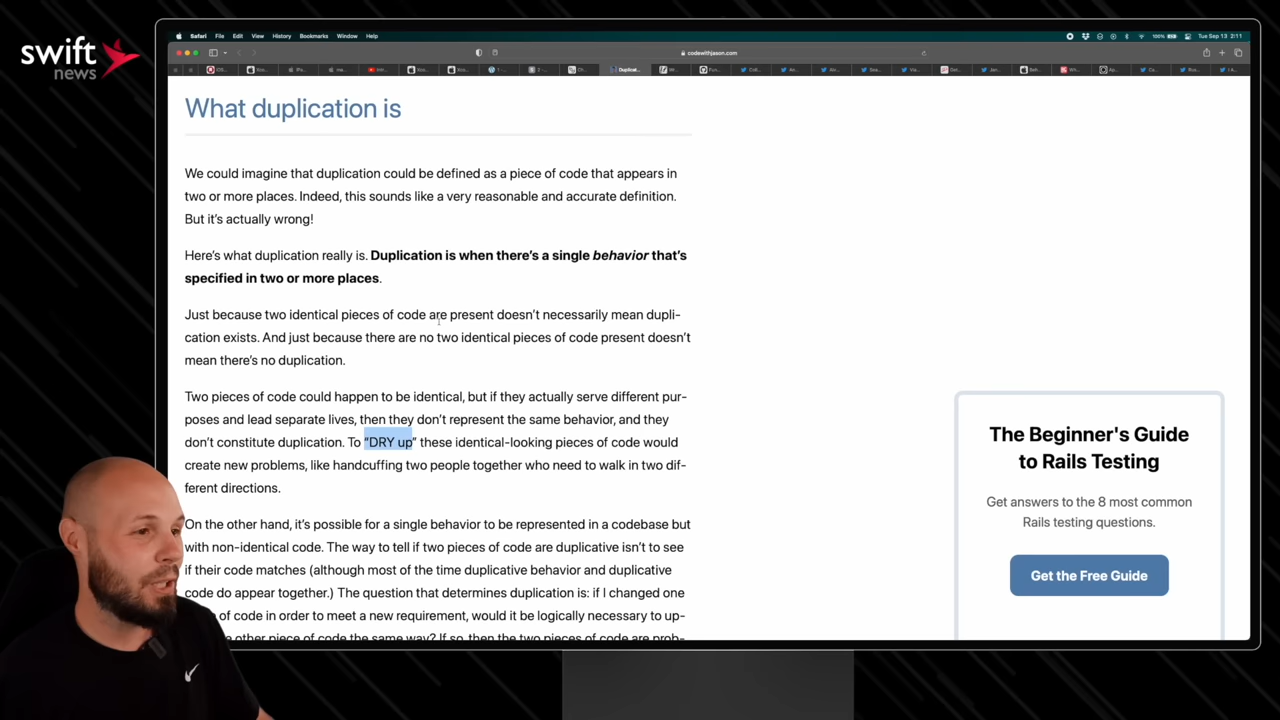 swift
news
Safari File Edit View History Bookmarks Window Help
100% Tue Sep 13 2:11
codewithjason.com
Duplicat...
What duplication is
We could imagine that duplication could be defined as a piece of code that appears in
two or more places. Indeed, this sounds like a very reasonable and accurate definition.
But it's actually wrong!
Here's what duplication really is. Duplication is when there's a single behavior that's
specified in two or more places.
Just because two identical pieces of code are present doesn't necessarily mean dupli-
cation exists. And just because there are no two identical pieces of code present doesn't
mean there's no duplication.
Two pieces of code could happen to be identical, but if they actually serve different pur-
poses and lead separate lives, then they don't represent the same behavior, and they
don't constitute duplication. To "DRY up" these identical-looking pieces of code would
create new problems, like handcuffing two people together who need to walk in two dif-
ferent directions.
On the other hand, it's possible for a single behavior to be represented in a codebase but
with non-identical code. The way to tell if two pieces of code are duplicative isn't to see
if their code matches (although most of the time duplicative behavior and duplicative
code do appear together.) The question that determines duplication is: if I changed one
of code in order to meet a new requirement, would it be logically necessary to up-
other piece of code the same way? If so, then the two pieces of code are prob-
The Beginner's Guide
to Rails Testing
Get answers to the 8 most common
Rails testing questions.
Get the Free Guide